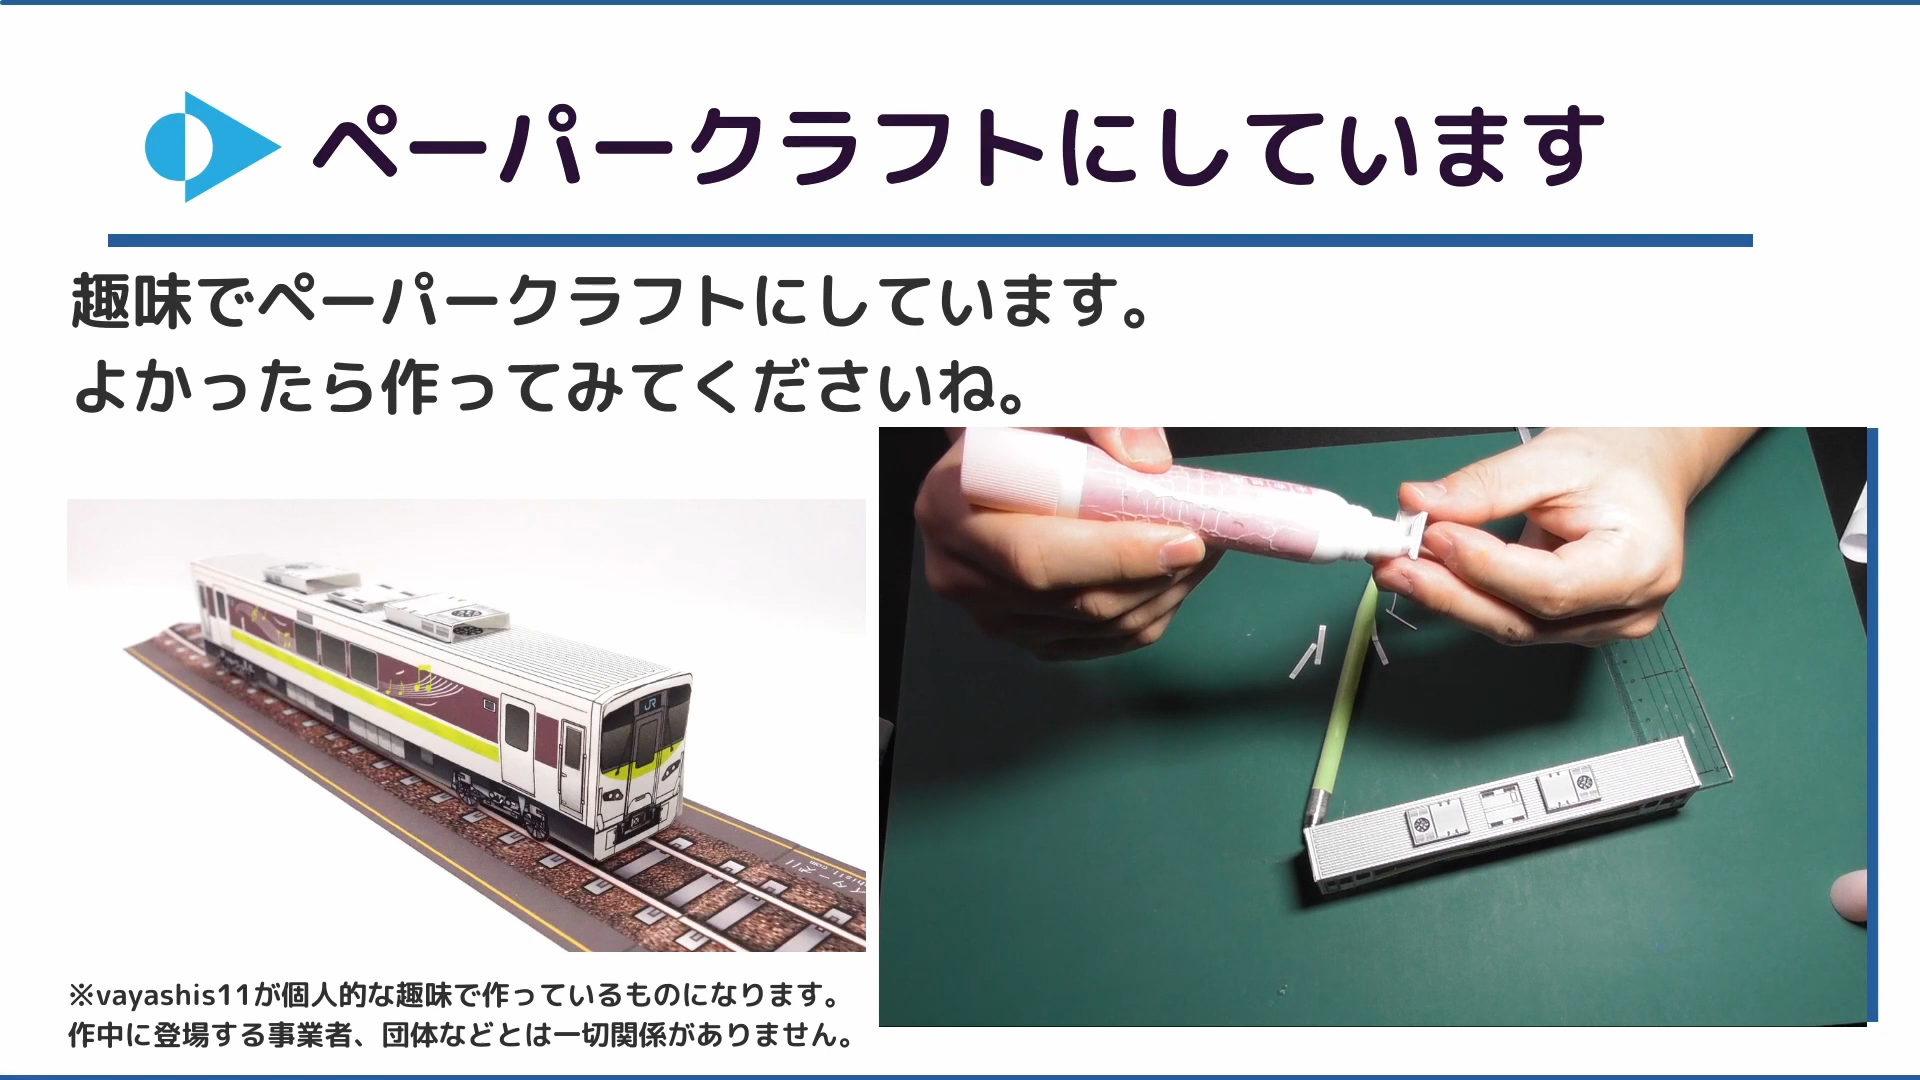 ペーパークラフトにしています
趣味でペーパークラフトにしています。
よかったら作ってみてくださいね。
JR
※vayashis11が個人的な趣味で作っているものになります。
作中に登場する事業者、団体などとは一切関係がありません。